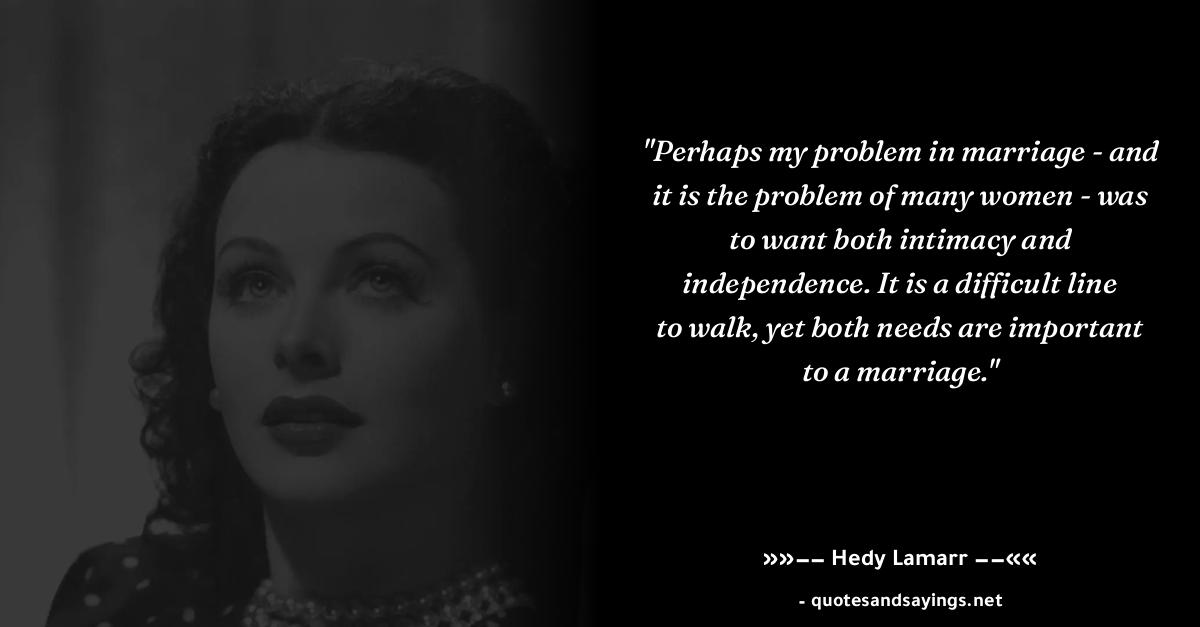 "Perhaps my problem in marriage - and
it is the problem of many women - was
to want both intimacy and
independence. It is a difficult line
to walk, yet both needs are important
to a marriage."
»»−− Hedy Lamarr −−««
- quotesandsayings.net